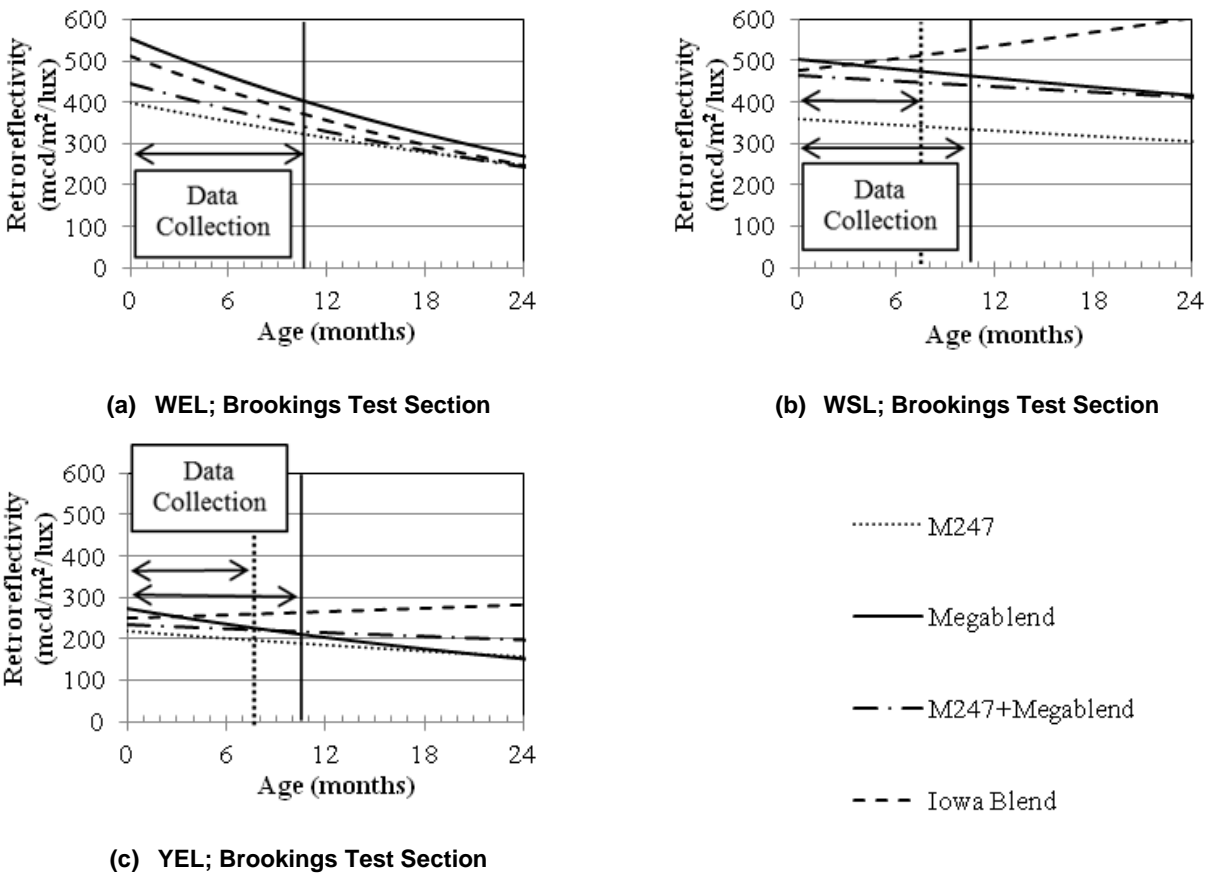 Retroreflectivity
(mcd/m²/lux)
600
500
400
300
200
100
0
Data
Collection
0 6 12 18 24
Age (months)
(a) WEL; Brookings Test Section
Retroreflectivity
(mcd/m²/lux)
600
500
400
300
200
100
0
Data
Collection
0 6 12 18 24
Age (months)
(b) WSL; Brookings Test Section
Retroreflectivity
(mcd/m²/lux)
600
500
400
300
200
100
0
Data
Collection
0 6 12 18 24
Age (months)
(c) YEL; Brookings Test Section
M247
Megablend
M247+Megablend
Iowa Blend